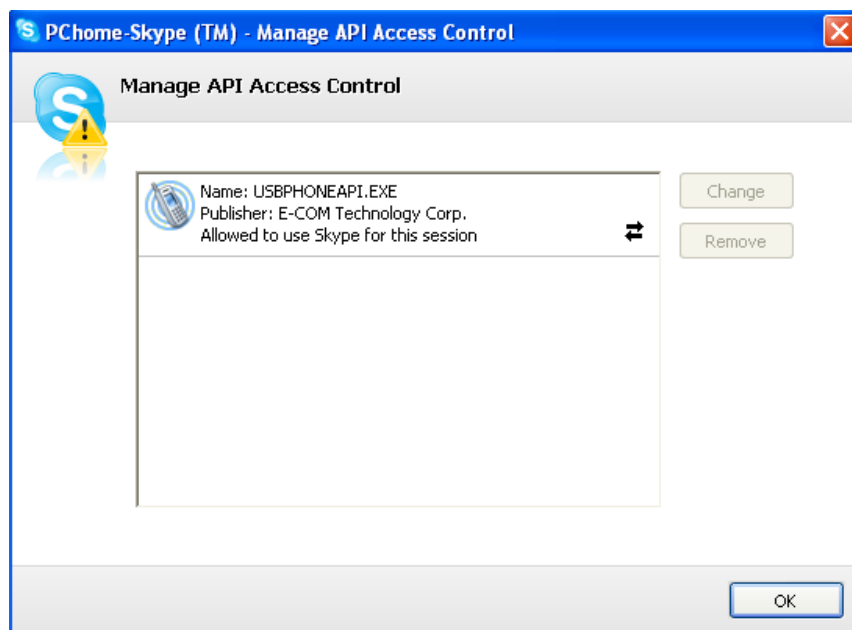 PChome-Skype (TM) - Manage API Access Control
Manage API Access Control
Name: USBPHONEAPI.EXE
Publisher: E-COM Technology Corp.
Allowed to use Skype for this session
Change
Remove
OK